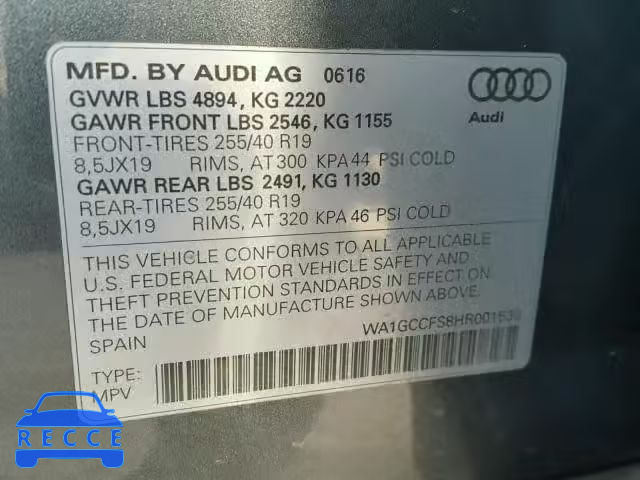 MFD. BY AUDI AG 0616
GVWR LBS 4894, KG 2220
GAWR FRONT LBS 2546, KG 1155
FRONT-TIRES 255/40 R19
8,5JX19 RIMS, AT 300 KPA 44 PSI COLD
GAWR REAR LBS 2491, KG 1130
REAR-TIRES 255/40 R19
8,5JX19 RIMS, AT 320 KPA 46 PSI COLD
Audi
THIS VEHICLE CONFORMS TO ALL APPLICABLE
U.S. FEDERAL MOTOR VEHICLE SAFETY AND
THEFT PREVENTION STANDARDS IN EFFECT ON
THE DATE OF MANUFACTURE SHOWN ABOVE.
SPAIN
TYPE:
MPV
RECCE